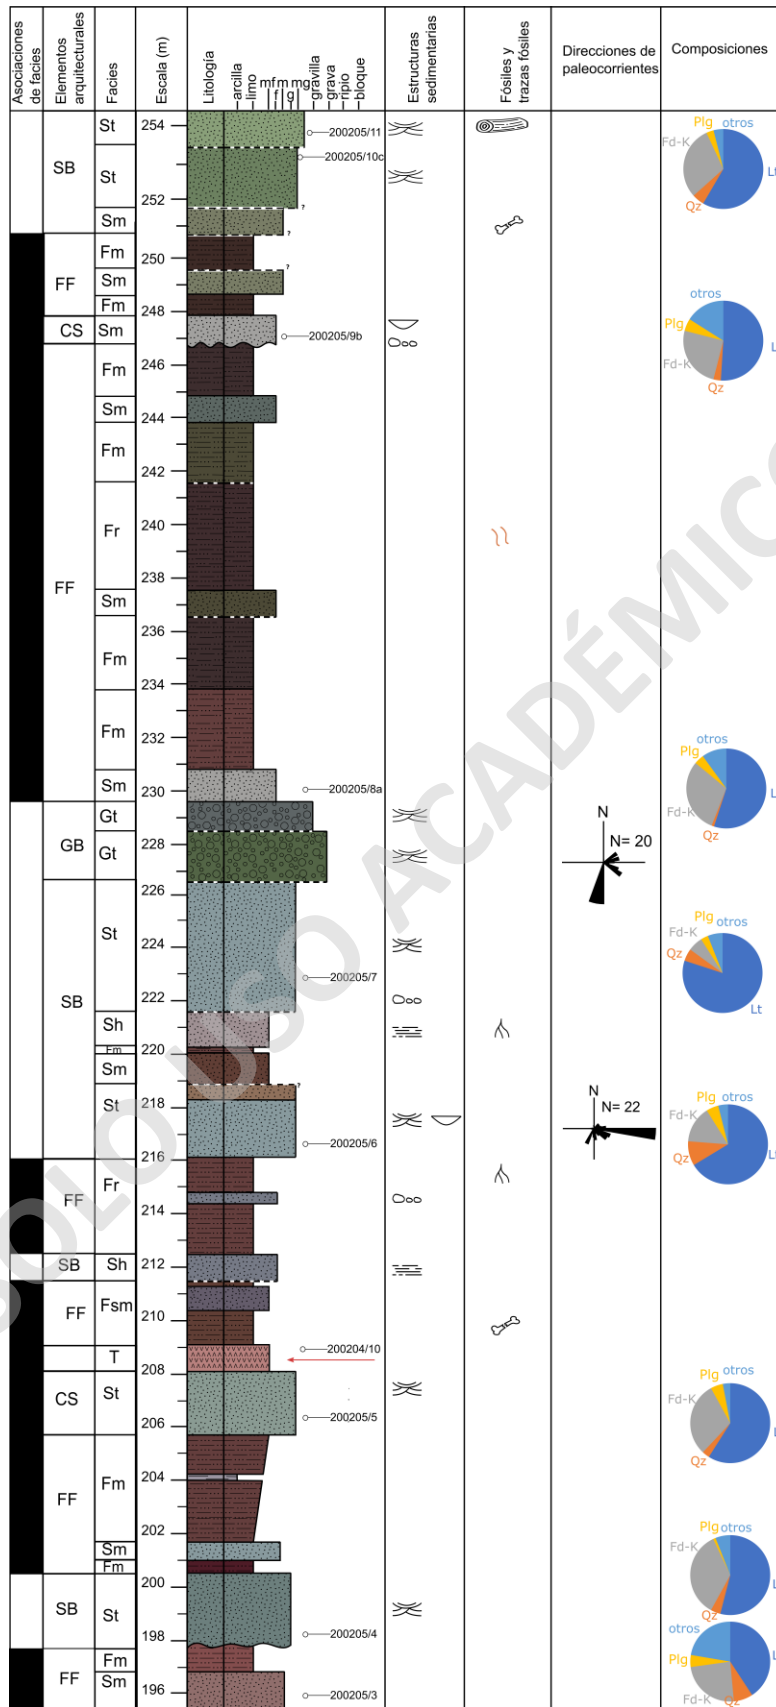 Asociaciones
de facies
Elementos
arquitecturales
Facies
Escala (m)
Litología
arcilla
limo
mf
f
m
g
mg
gravilla
grava
ripio
bloque
Estructuras
sedimentarias
Fósiles y
trazas fósiles
Direcciones de
paleocorrientes
Composiciones
St
254
200205/11
Plg
otros
Fd-K
Lt
Qz
200205/10c
SB
St
252
?
Sm
?
Fm
250
?
FF
Sm
Fm
248
otros
CS
Sm
200205/9b
Plg
L
Fd-K
Qz
246
Fm
Sm
244
Fm
242
240
Fr
238
FF
Sm
236
Fm
234
Fm
232
otros
Plg
Sm
230
200205/8a
L
Fd-K
Qz
Gt
N
N= 20
GB
228
Gt
226
St
224
Plg
otros
Fd-K
Qz
200205/7
Lt
222
SB
Sh
Fm
220
Sm
?
St
218
N
N= 22
Plg
otros
Fd-K
200205/6
Lt
Qz
216
Fr
FF
214
SB
Sh
212
Fsm
FF
210
200204/10
T
208
otros
Plg
Fd-K
CS
St
206
200205/5
L
Qz
204
Fm
FF
202
Plg
otros
Sm
Fd-K
Fm
200
L
Qz
SB
St
198
200205/4
otros
Fm
L
FF
Plg
Sm
196
200205/3
Fd-K
Qz
SOLO USO ACADÉMICO